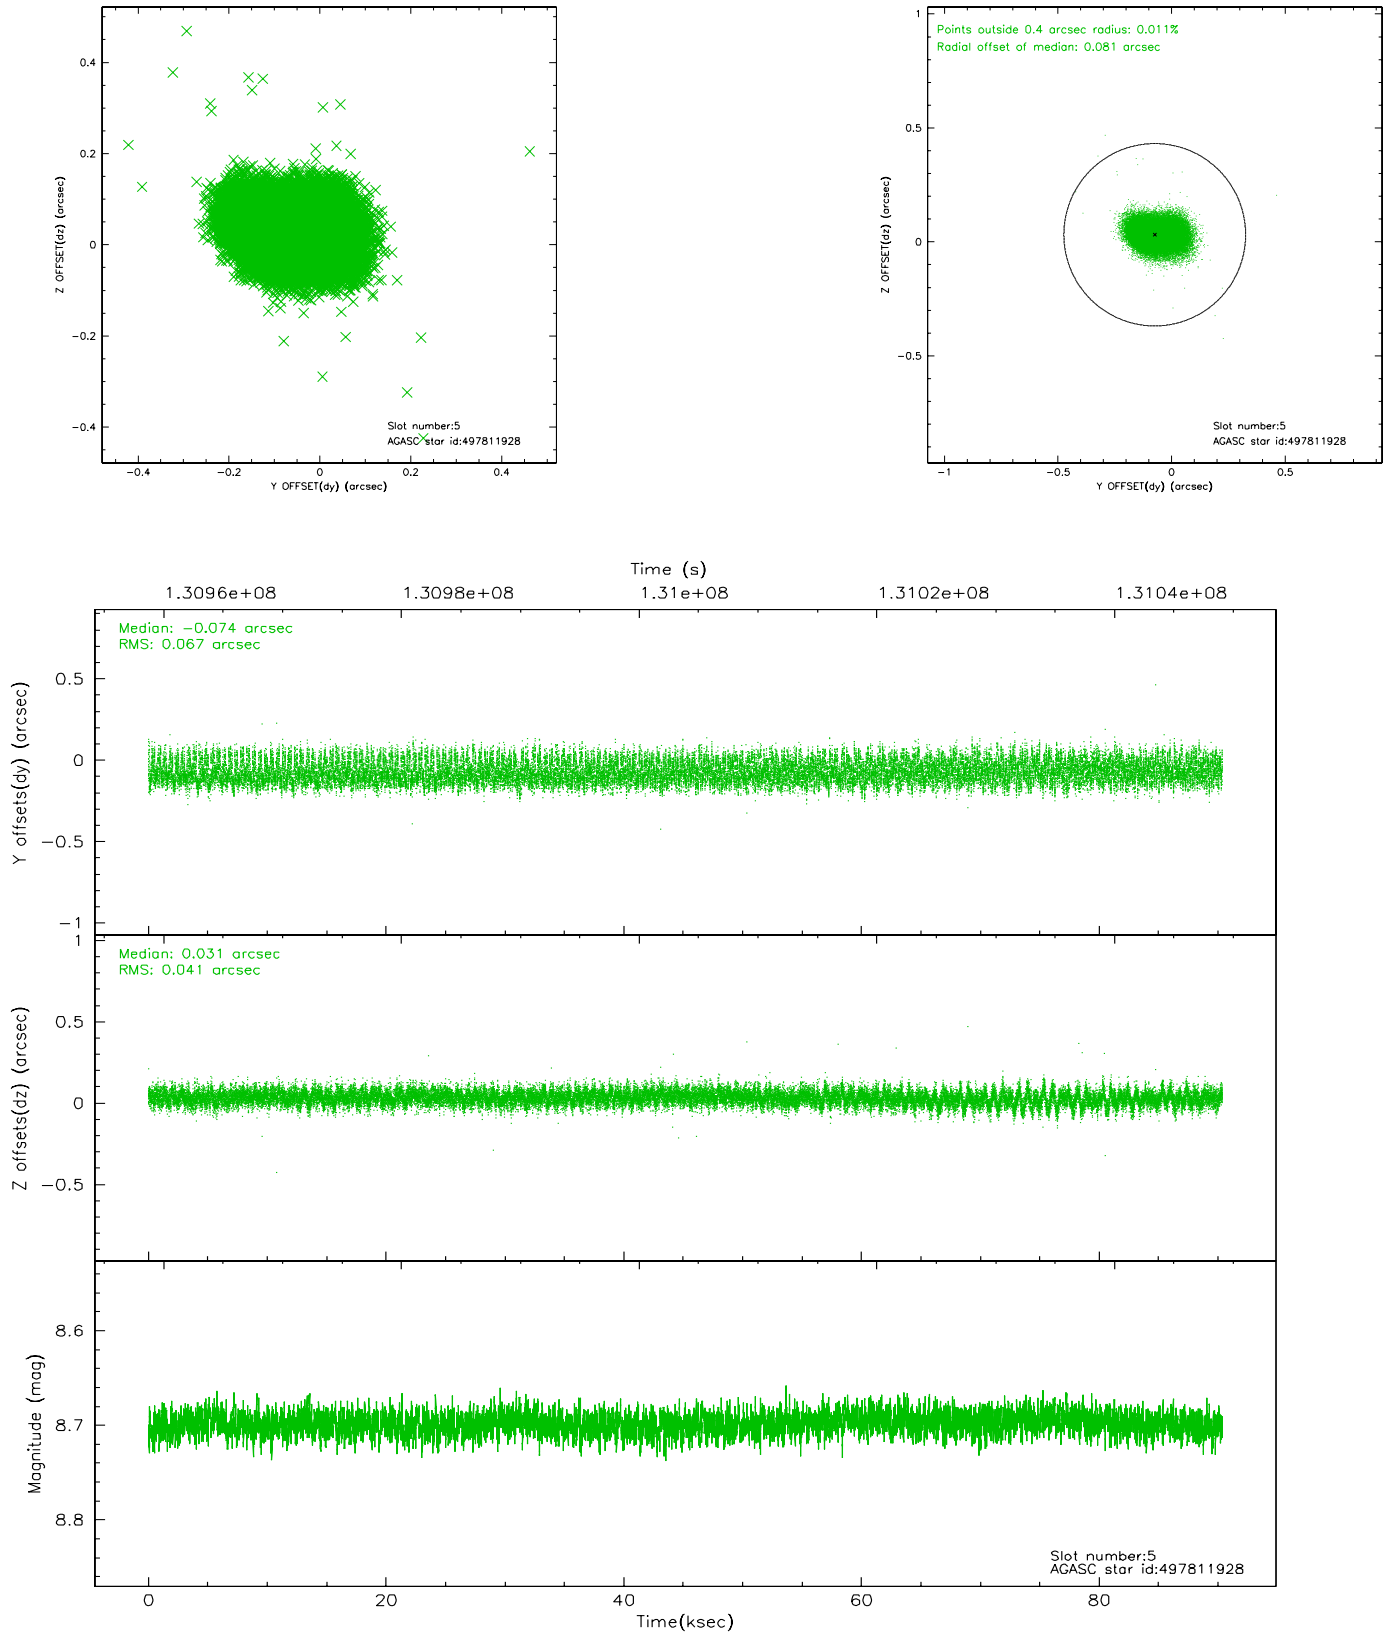 0.4
0.2
0
−0.2
−0.4
Z OFFSET(dz) (arcsec)
Slot number:5
AGASC star id:497811928
−0.4 −0.2 0 0.2 0.4
Y OFFSET(dy) (arcsec)
Points outside 0.4 arcsec radius: 0.011%
Radial offset of median: 0.081 arcsec
1
0.5
0
−0.5
Z OFFSET(dz) (arcsec)
Slot number:5
AGASC star id:497811928
−1 −0.5 0 0.5
Y OFFSET(dy) (arcsec)
Time (s)
1.3096e+08 1.3098e+08 1.31e+08 1.3102e+08 1.3104e+08
Median: −0.074 arcsec
RMS: 0.067 arcsec
0.5
0
−0.5
−1
Y offsets(dy) (arcsec)
Median: 0.031 arcsec
RMS: 0.041 arcsec
1
0.5
0
−0.5
Z offsets(dz) (arcsec)
8.6
8.7
8.8
Magnitude (mag)
Slot number:5
AGASC star id:497811928
0 20 40 60 80
Time(ksec)